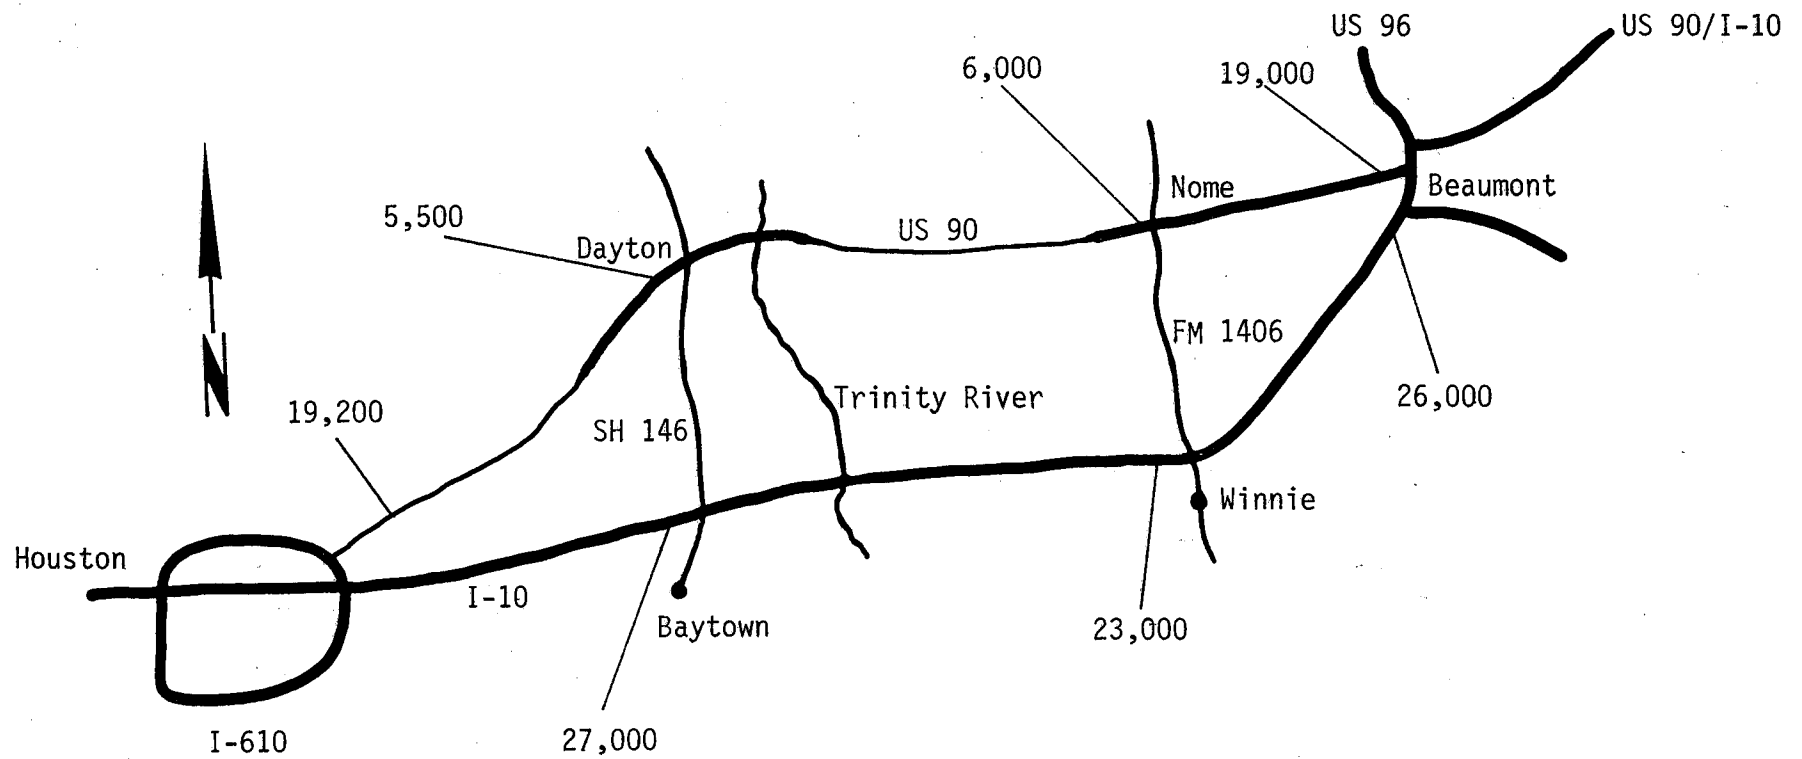 US 96
US 90/I-10
6,000
19,000
Nome
Beaumont
5,500
Dayton
US 90
N
FM 1406
19,200
SH 146
Trinity River
26,000
Winnie
Houston
I-10
Baytown
23,000
I-610
27,000